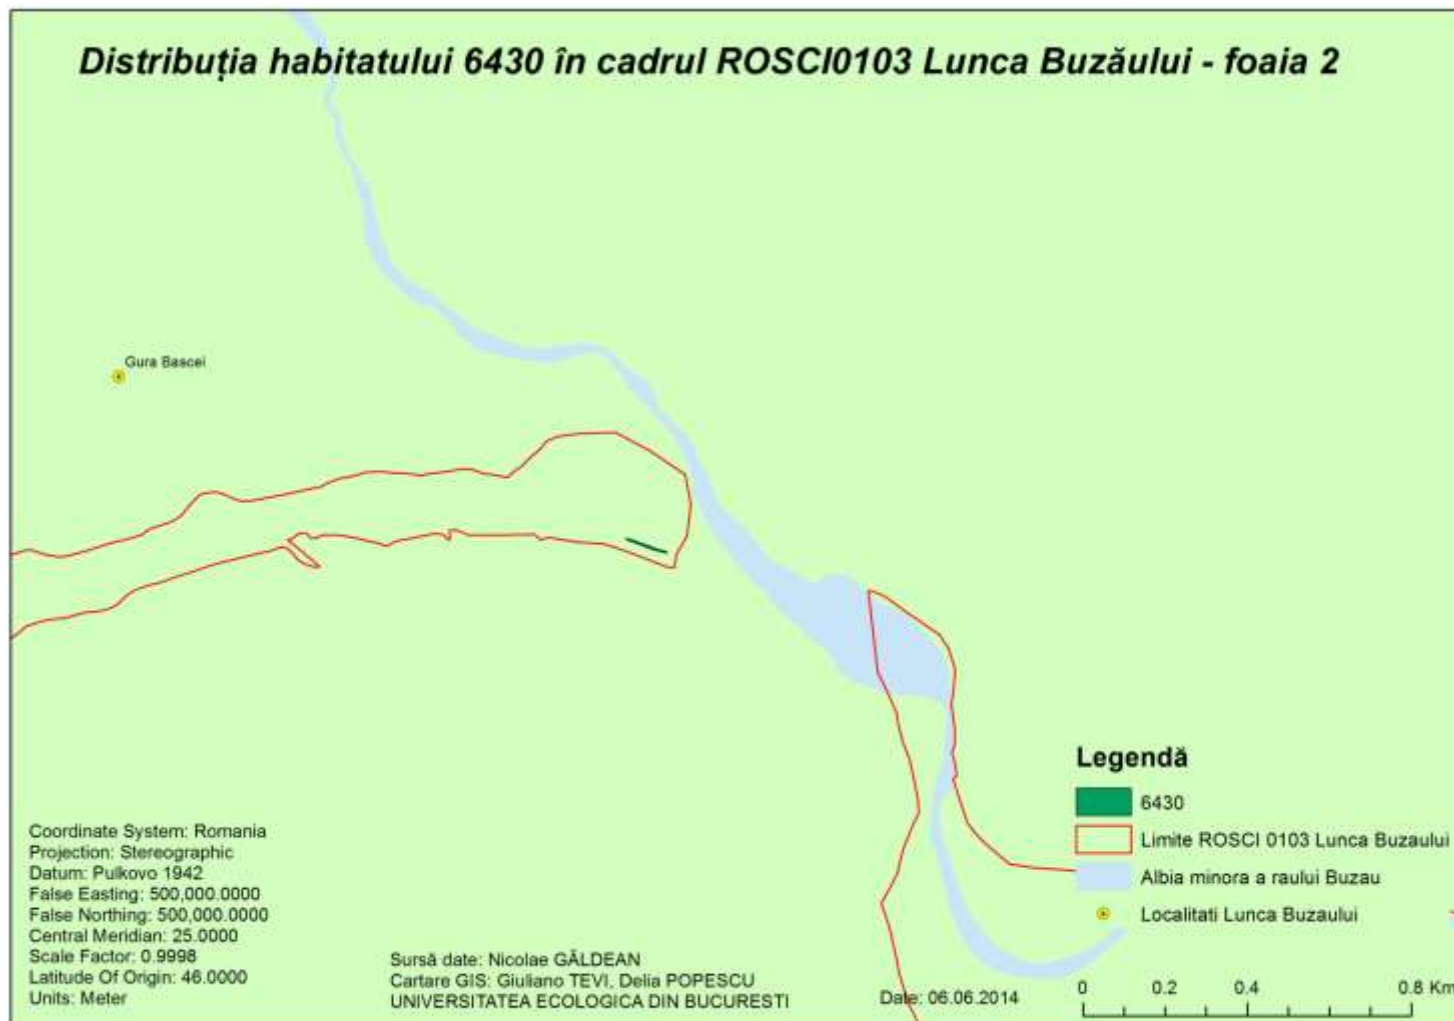 Distribuția habitatului 6430 în cadrul ROSCI0103 Lunca Buzăului - foaia 2
Gura Bascei
Legendă
6430
Limite ROSCI 0103 Lunca Buzaului
Albia minora a raului Buzau
Localitati Lunca Buzaului
Coordinate System: Romania
Projection: Stereographic
Datum: Pulkovo 1942
False Easting: 500,000.0000
False Northing: 500,000.0000
Central Meridian: 25.0000
Scale Factor: 0.9998
Latitude Of Origin: 46.0000
Units: Meter
Sursă date: Nicolae GÂLDEAN
Cartare GIS: Giuliano TEVI, Delia POPESCU
UNIVERSITATEA ECOLOGICA DIN BUCURESTI
Date: 06.06.2014
0 0.2 0.4 0.8 Km